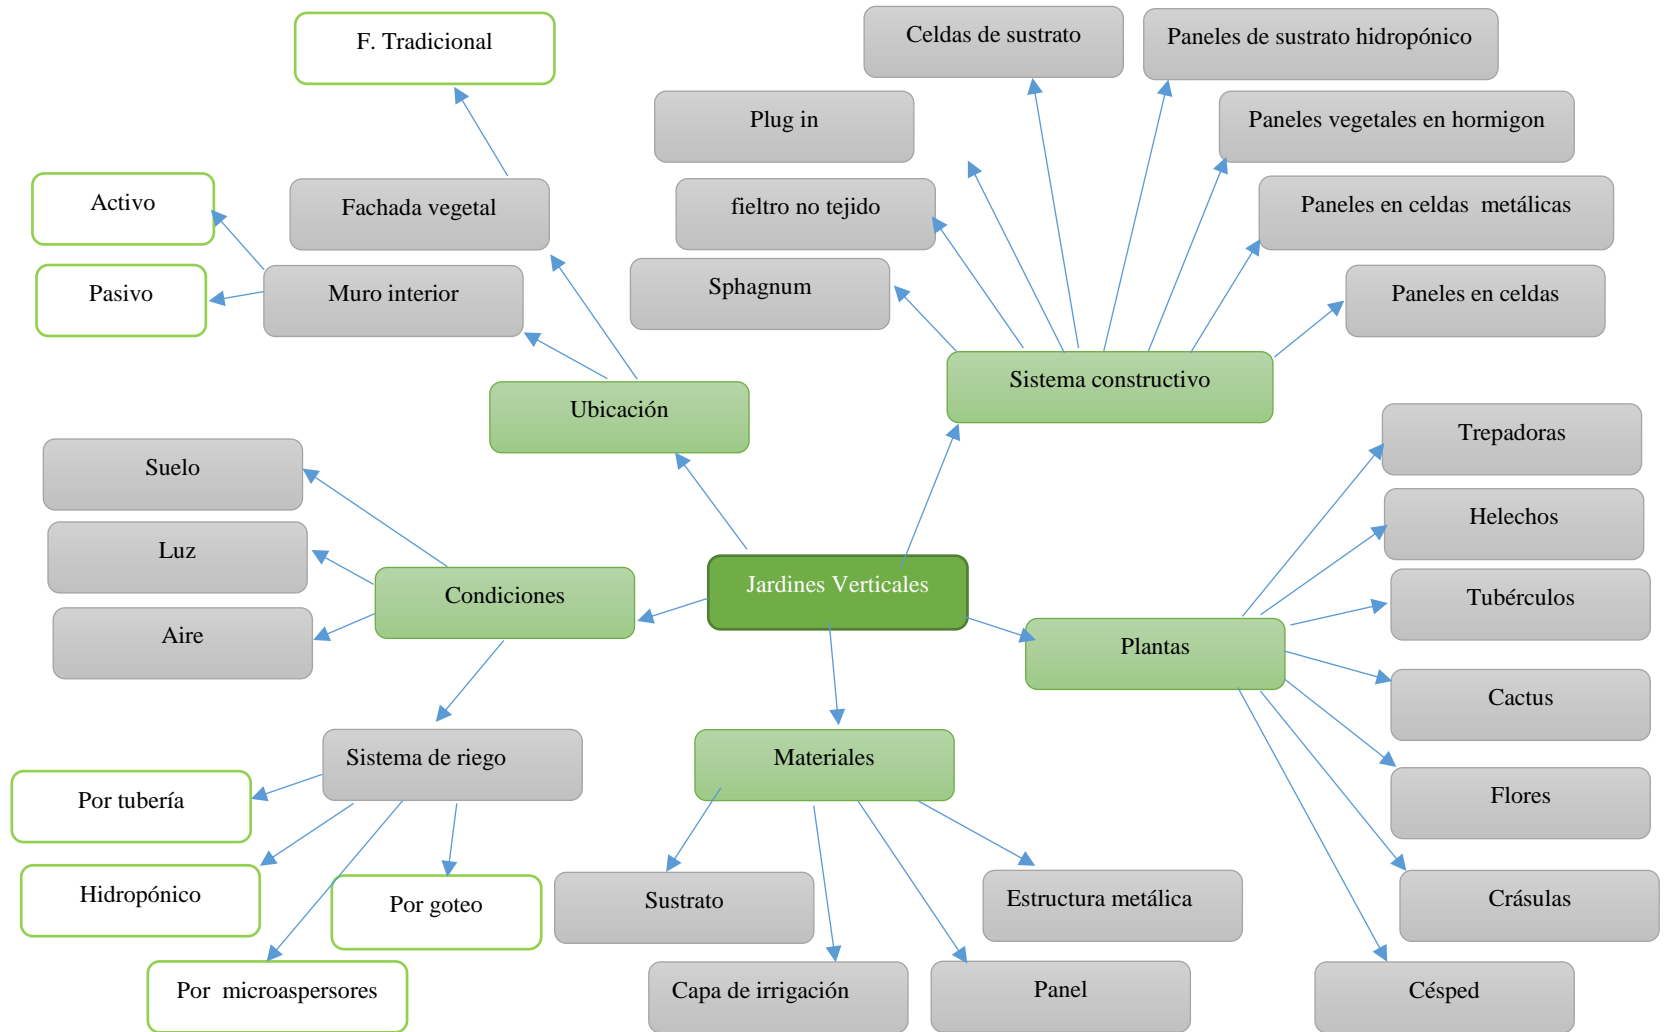 F. Tradicional
Celdas de sustrato
Paneles de sustrato hidropónico
Plug in
Paneles vegetales en hormigon
Activo
Fachada vegetal
fieltro no tejido
Paneles en celdas  metálicas
Pasivo
Muro interior
Sphagnum
Paneles en celdas
Ubicación
Sistema constructivo
Trepadoras
Suelo
Helechos
Luz
Condiciones
Jardines Verticales
Tubérculos
Aire
Plantas
Cactus
Sistema de riego
Materiales
Por tubería
Flores
Hidropónico
Por goteo
Sustrato
Estructura metálica
Crásulas
Por  microaspersores
Capa de irrigación
Panel
Césped